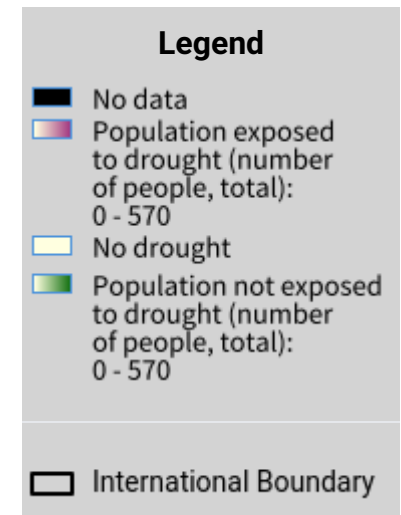 Legend
No data
Population exposed
to drought (number
of people, total):
0 - 570
No drought
Population not exposed
to drought (number
of people, total):
0 - 570
International Boundary